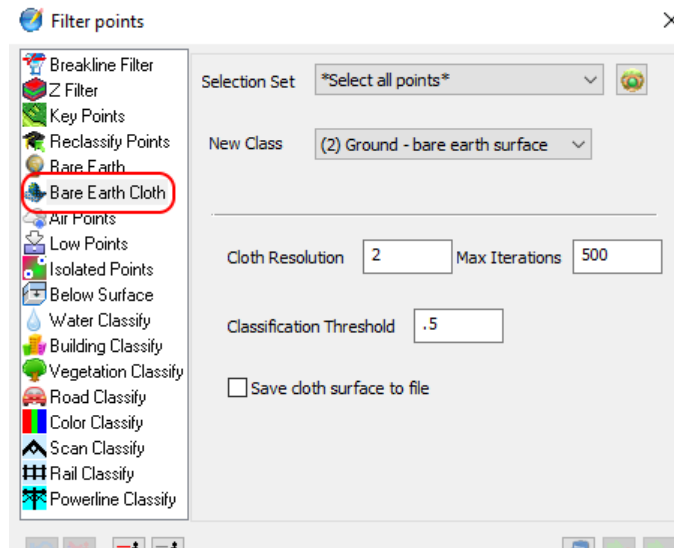 Filter points
Breakline Filter
Z Filter
Key Points
Reclassify Points
Bare Earth
Bare Earth Cloth
Air Points
Low Points
Isolated Points
Below Surface
Water Classify
Building Classify
Vegetation Classify
Road Classify
Color Classify
Scan Classify
Rail Classify
Powerline Classify
Selection Set *Select all points*
New Class (2) Ground - bare earth surface
Cloth Resolution 2 Max Iterations 500
Classification Threshold .5
Save cloth surface to file